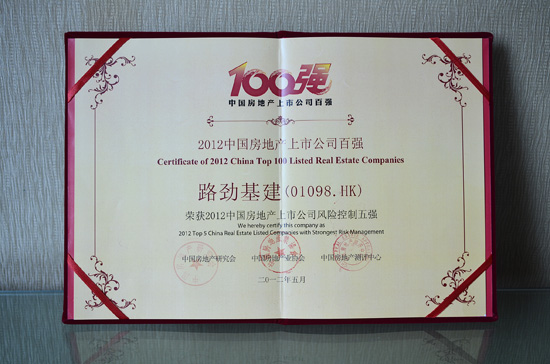 100强
中国房地产上市公司百强
2012中国房地产上市公司百强
Certificate of 2012 China Top 100 Listed Real Estate Companies
路劲基建(01098.HK)
荣获2012中国房地产上市公司风险控制五强
We hereby certify this company as
2012 Top 5 China Real Estate Listed Companies with Strongest Risk Management
中国房地产研究会 中国房地产业协会 中国房地产测评中心
二〇一二年五月